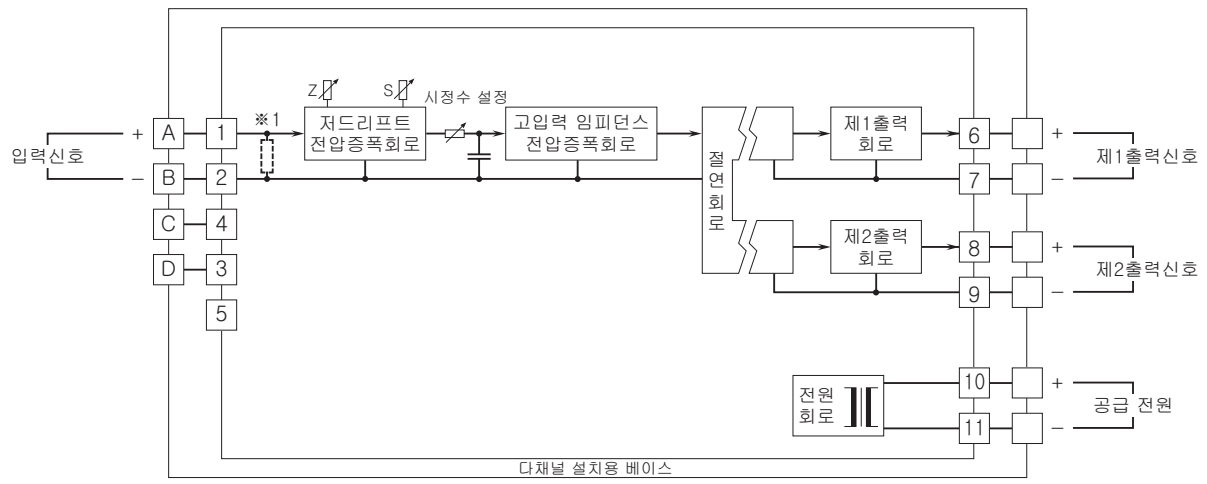 ※1
Z
S
시정수 설정
저드리프트
전압증폭회로
고입력 임피던스
전압증폭회로
절
연
회
로
제1출력
회로
제2출력
회로
전원
회로
입력신호
+
−
A
B
C
D
1
2
4
3
5
6
7
8
9
10
11
+
−
제1출력신호
+
−
제2출력신호
+
−
공급 전원
다채널 설치용 베이스